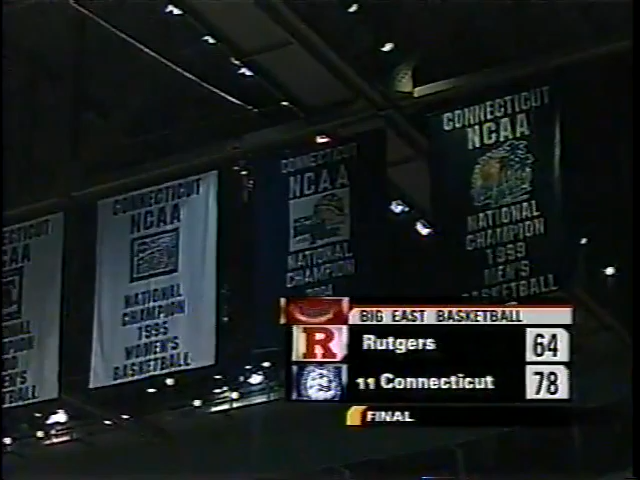 CONNECTICUT
NCAA
NATIONAL
CHAMPION
1995
WOMEN'S
BASKETBALL
CONNECTICUT
NCAA
NATIONAL
CHAMPION
CONNECTICUT
NCAA
NATIONAL
CHAMPION
1999
MEN'S
BASKETBALL
BIG EAST BASKETBALL
R Rutgers 64
11 Connecticut 78
FINAL